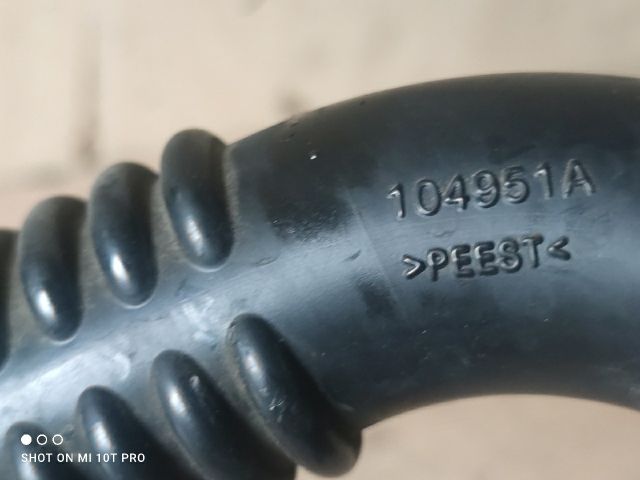 104951A
>PEEST<
SHOT ON MI 10T PRO